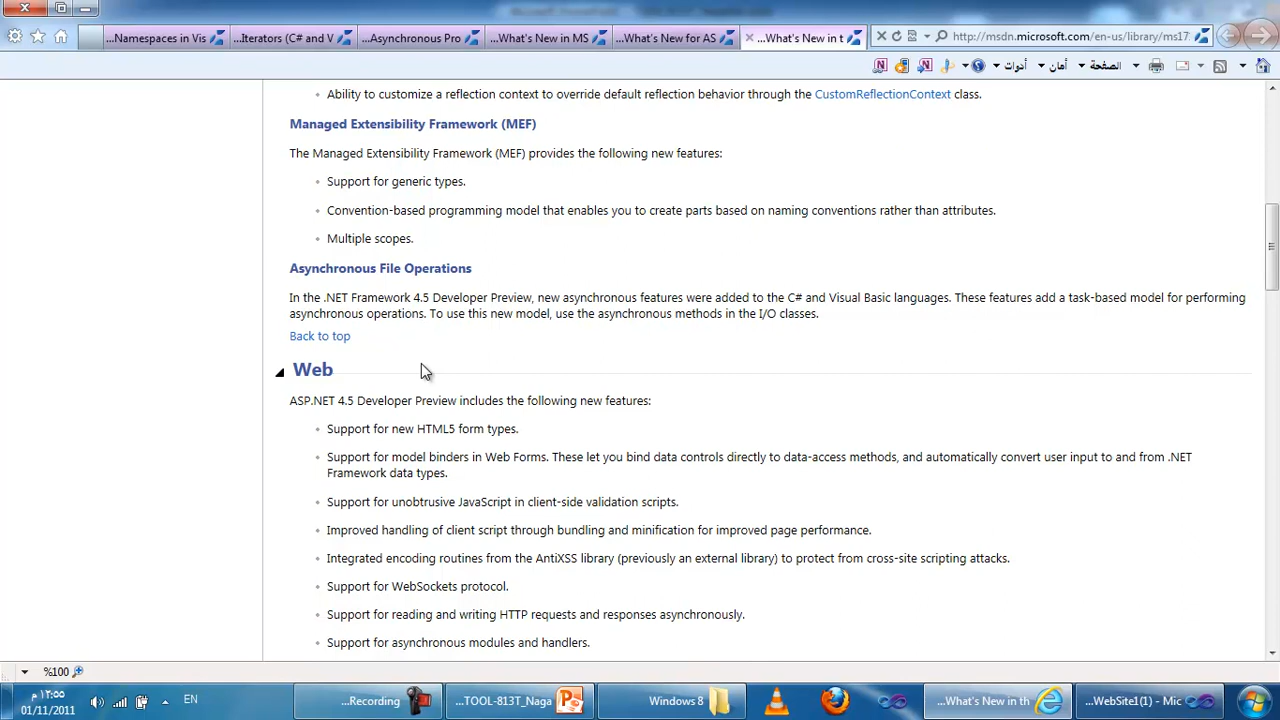 ...Namespaces in Vis
...Iterators (C# and V
...Asynchronous Pro
...What's New in MS
...What's New for AS
...What's New in t
http://msdn.microsoft.com/en-us/library/ms17
أدوات
أمان
الصفحة
Ability to customize a reflection context to override default reflection behavior through the CustomReflectionContext class.
Managed Extensibility Framework (MEF)
The Managed Extensibility Framework (MEF) provides the following new features:
Support for generic types.
Convention-based programming model that enables you to create parts based on naming conventions rather than attributes.
Multiple scopes.
Asynchronous File Operations
In the .NET Framework 4.5 Developer Preview, new asynchronous features were added to the C# and Visual Basic languages. These features add a task-based model for performing
asynchronous operations. To use this new model, use the asynchronous methods in the I/O classes.
Back to top
Web
ASP.NET 4.5 Developer Preview includes the following new features:
Support for new HTML5 form types.
Support for model binders in Web Forms. These let you bind data controls directly to data-access methods, and automatically convert user input to and from .NET
Framework data types.
Support for unobtrusive JavaScript in client-side validation scripts.
Improved handling of client script through bundling and minification for improved page performance.
Integrated encoding routines from the AntiXSS library (previously an external library) to protect from cross-site scripting attacks.
Support for WebSockets protocol.
Support for reading and writing HTTP requests and responses asynchronously.
Support for asynchronous modules and handlers.
%100
١٢:٥٥ م
01/11/2011
EN
...Recording
...TOOL-813T_Naga
Windows 8
...What's New in th
...WebSite1(1) - Mic